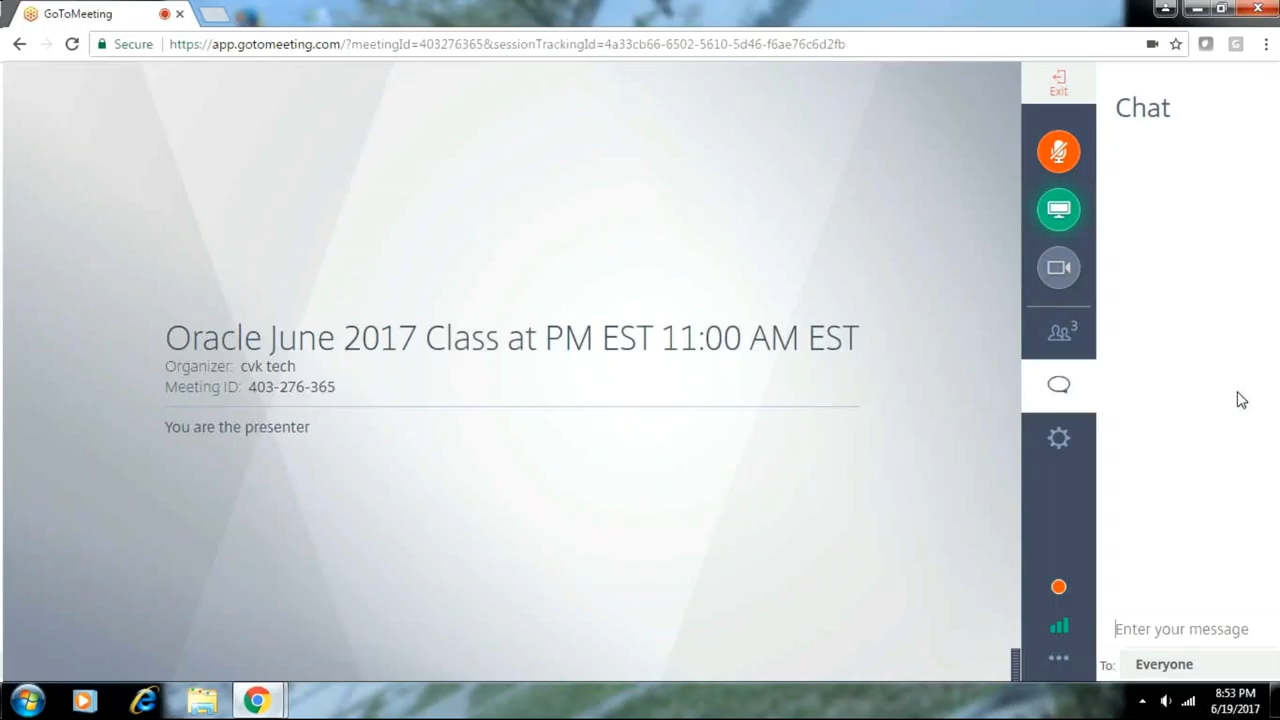 GoToMeeting
Secure
https://app.gotomeeting.com/?meetingId=403276365&sessionTrackingId=4a33cb66-6502-5610-5d46-f6ae76c6d2fb
Exit
Chat
3
Oracle June 2017 Class at PM EST 11:00 AM EST
Organizer: cvk tech
Meeting ID: 403-276-365
You are the presenter
Enter your message
To: Everyone
8:53 PM
6/19/2017